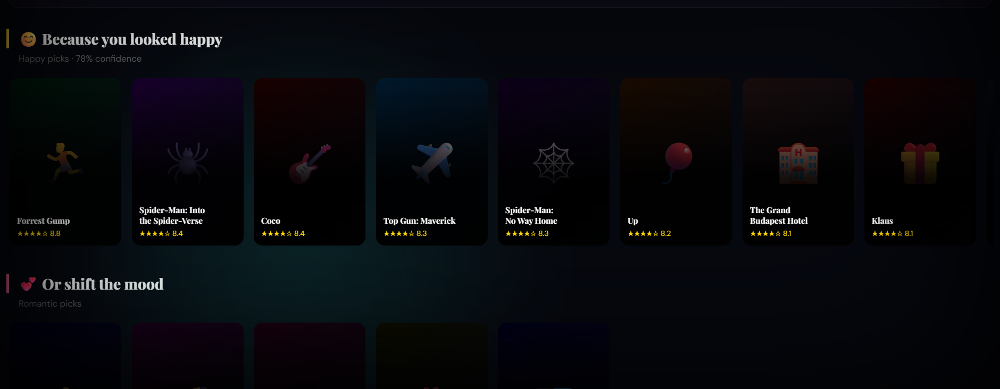 Because you looked happy
Happy picks · 78% confidence
Forrest Gump
★★★★☆ 8.8
Spider-Man: Into
the Spider-Verse
★★★★☆ 8.4
Coco
★★★★☆ 8.4
Top Gun: Maverick
★★★★☆ 8.3
Spider-Man:
No Way Home
★★★★☆ 8.3
Up
★★★★☆ 8.2
H
The Grand
Budapest Hotel
★★★★☆ 8.1
Klaus
★★★★☆ 8.1
Or shift the mood
Romantic picks